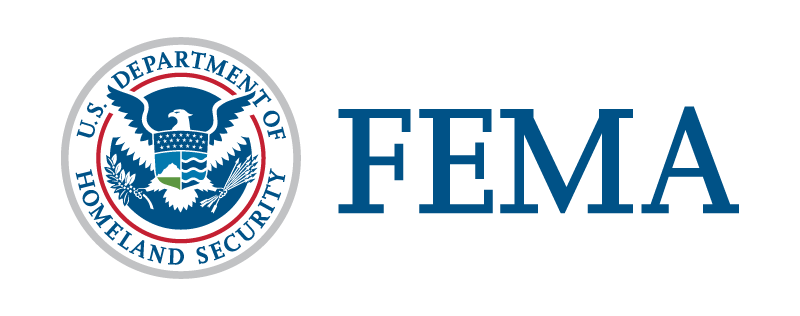 U.S. DEPARTMENT OF
HOMELAND SECURITY
FEMA